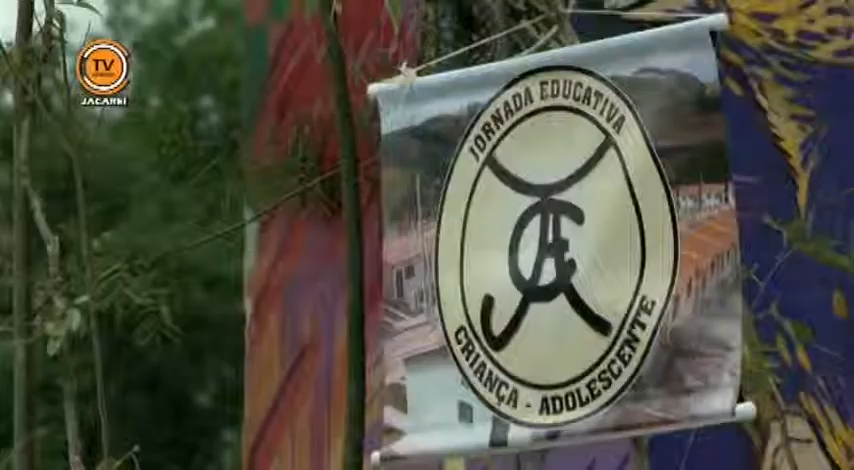 TV
JACAREÍ
JORNADA EDUCATIVA
CRIANÇA - ADOLESCENTE